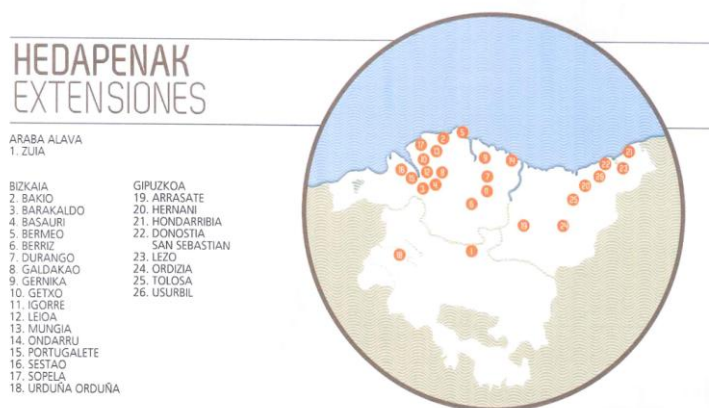 HEDAPENAK
EXTENSIONES
ARABA ALAVA
1. ZUIA
BIZKAIA
2. BAKIO
3. BARAKALDO
4. BASAURI
5. BERMEO
6. BERRIZ
7. DURANGO
8. GALDAKAO
9. GERNIKA
10. GETXO
11. IGORRE
12. LEIOA
13. MUNGIA
14. ONDARRU
15. PORTUGALETE
16. SESTAO
17. SOPELA
18. URDUÑA ORDUÑA
GIPUZKOA
19. ARRASATE
20. HERNANI
21. HONDARRIBIA
22. DONOSTIA
SAN SEBASTIAN
23. LEZO
24. ORDIZIA
25. TOLOSA
26. USURBIL